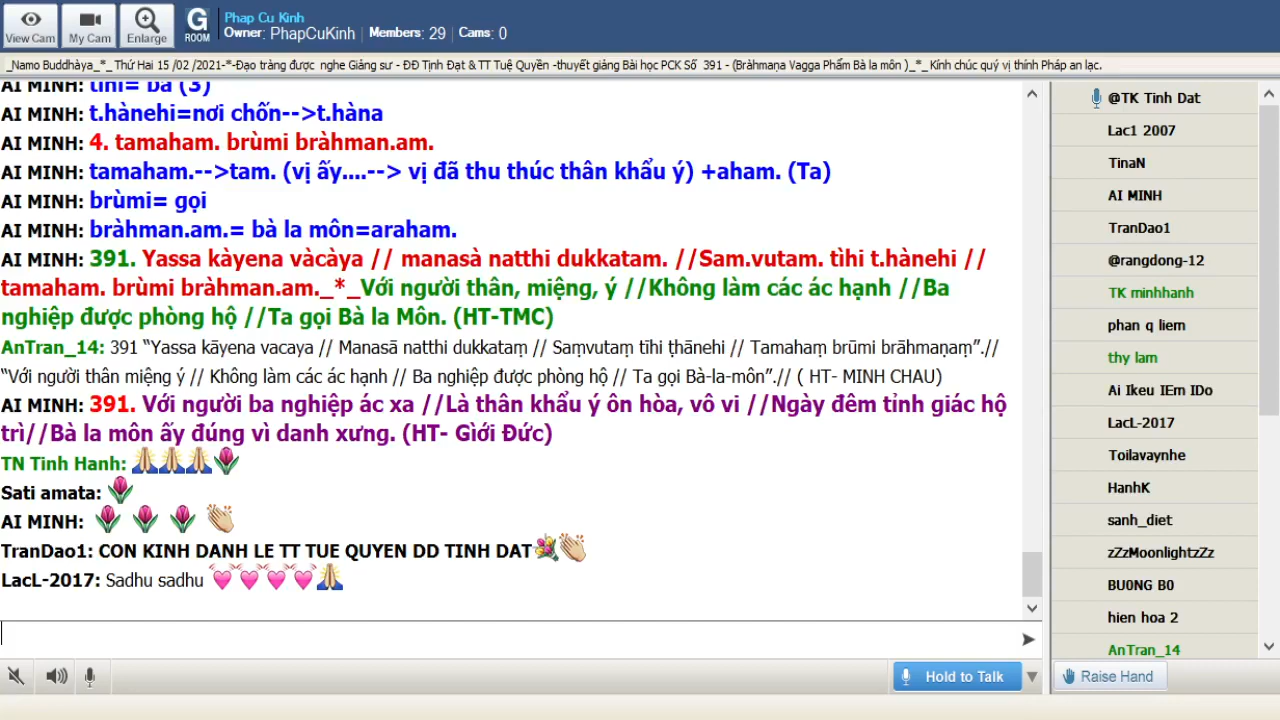 View Cam
My Cam
Enlarge
G
ROOM
Phap Cu Kinh
Owner: PhapCuKinh | Members: 29 | Cams: 0
_Namo Buddhàya_*_ Thứ Hai 15 /02 /2021-*-Đạo tràng được nghe Giảng sư - ĐĐ Tịnh Đạt & TT Tuệ Quyền -thuyết giảng Bài học PCK Số 391 - (Bràhmaṇa Vagga Phẩm Bà la môn )_*_ Kính chúc quý vị thính Pháp an lạc.
AI MINH: tīhi= ba (3)
AI MINH: t.hànehi=nơi chốn-->t.hàna
AI MINH: 4. tamaham. brùmi bràhman.am.
AI MINH: tamaham.-->tam. (vị ấy....--> vị đã thu thúc thân khẩu ý) +aham. (Ta)
AI MINH: brùmi= gọi
AI MINH: bràhman.am.= bà la môn=araham.
AI MINH: 391. Yassa kàyena vàcàya // manasà natthi dukkatam. //Sam.vutam. tìhi t.hànehi //
tamaham. brùmi bràhman.am._*_Với người thân, miệng, ý //Không làm các ác hạnh //Ba
nghiệp được phòng hộ //Ta gọi Bà la Môn. (HT-TMC)
AnTran_14: 391 “Yassa kāyena vacaya // Manasā natthi dukkataṃ // Saṃvutaṃ tīhi ṭhānehi // Tamahaṃ brūmi brāhmaṇaṃ”.//
“Với người thân miệng ý // Không làm các ác hạnh // Ba nghiệp được phòng hộ // Ta gọi Bà-la-môn”.// ( HT- MINH CHAU)
AI MINH: 391. Với người ba nghiệp ác xa //Là thân khẩu ý ôn hòa, vô vi //Ngày đêm tinh giác hộ
trì//Bà la môn ấy đúng vì danh xưng. (HT- Giới Đức)
TN Tinh Hanh:
Sati amata:
AI MINH:
TranDao1: CON KINH DANH LE TT TUE QUYEN DD TINH DAT
LacL-2017: Sadhu sadhu
Hold to Talk
@TK Tinh Dat
Lac1 2007
TinaN
AI MINH
TranDao1
@rangdong-12
TK minhhanh
phan q liem
thy lam
Ai Ikeu IEm IDo
LacL-2017
Toilavaynhe
HanhK
sanh_diet
zZzMoonlightzZz
BU0NG B0
hien hoa 2
AnTran_14
Raise Hand